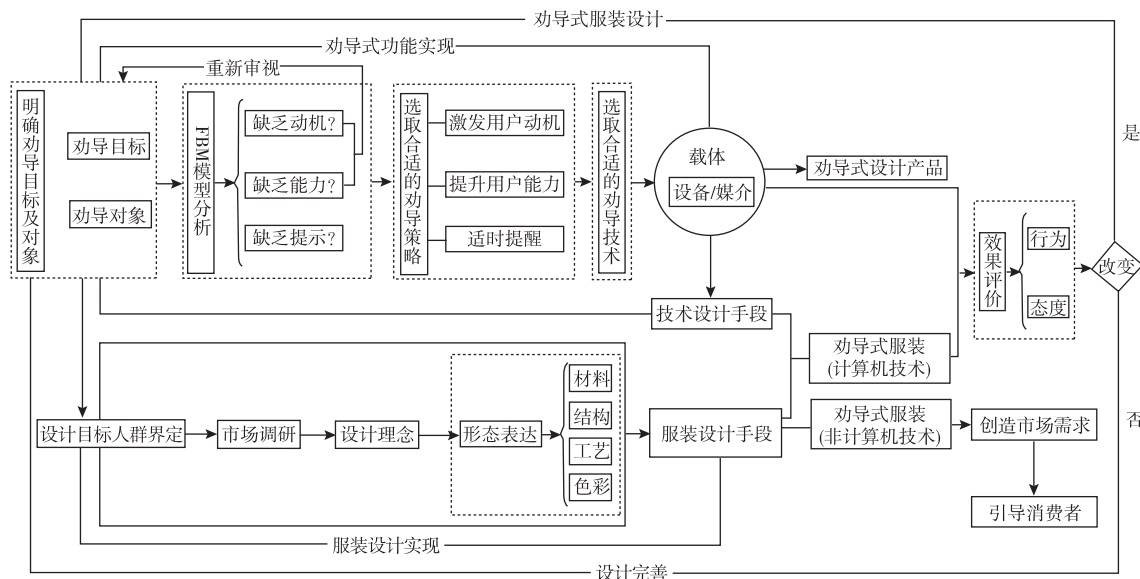 劝导式服装设计
劝导式功能实现
重新审视
明确劝导目标及对象
劝导目标
劝导对象
FBM模型分析
缺乏动机?
缺乏能力?
缺乏提示?
选取合适的劝导策略
激发用户动机
提升用户能力
适时提醒
选取合适的劝导技术
载体
设备/媒介
劝导式设计产品
效果评价
行为
态度
改变
是
否
技术设计手段
劝导式服装
(计算机技术)
设计目标人群界定
市场调研
设计理念
形态表达
材料
结构
工艺
色彩
服装设计手段
劝导式服装
(非计算机技术)
创造市场需求
引导消费者
服装设计实现
设计完善